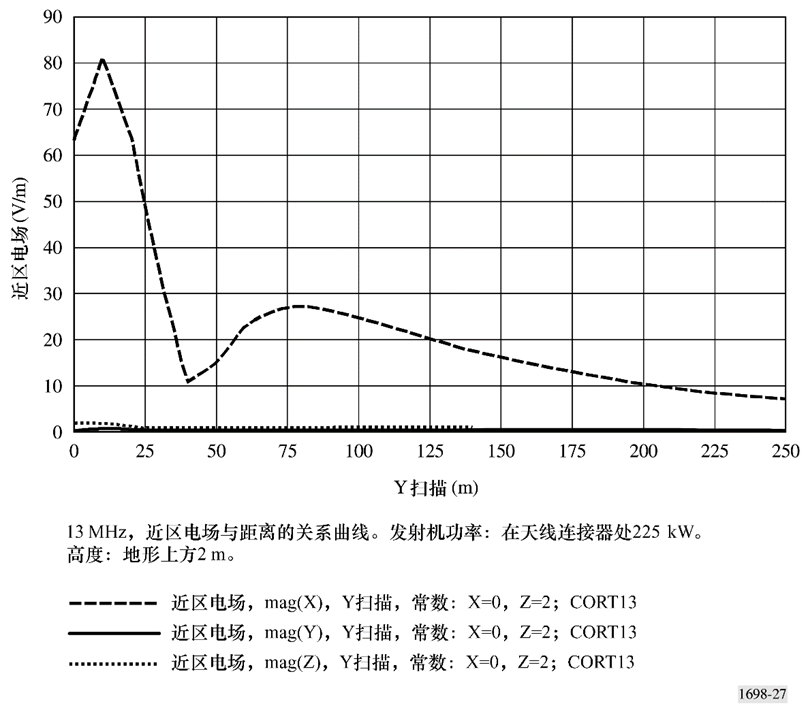 90
80
70
60
50
40
30
20
10
0
近区电场 (V/m)
0 25 50 75 100 125 150 175 200 225 250
Y扫描 (m)
13 MHz，近区电场与距离的关系曲线。发射机功率：在天线连接器处225 kW。
高度：地形上方2 m。
近区电场，mag(X)，Y扫描，常数：X=0，Z=2；CORT13
近区电场，mag(Y)，Y扫描，常数：X=0，Z=2；CORT13
近区电场，mag(Z)，Y扫描，常数：X=0，Z=2；CORT13
1698-27